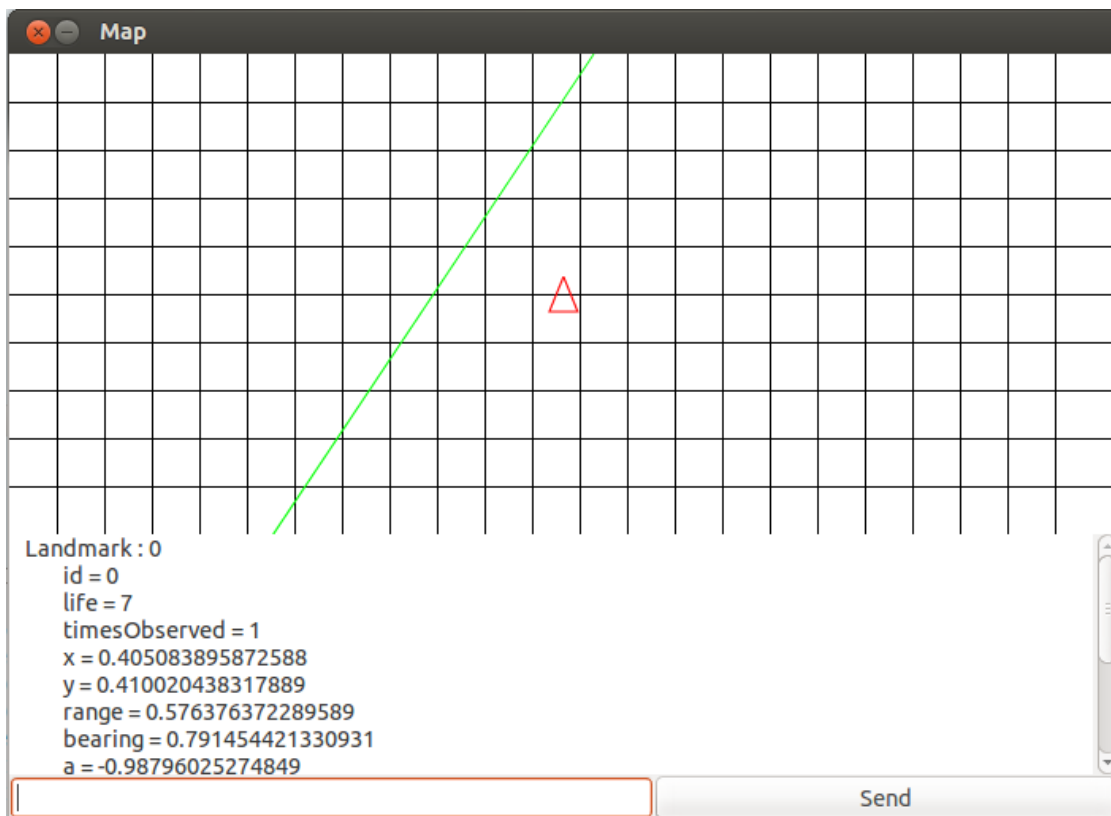 Map
Landmark : 0
id = 0
life = 7
timesObserved = 1
x = 0.405083895872588
y = 0.410020438317889
range = 0.576376372289589
bearing = 0.791454421330931
a = -0.98796025274849
Send